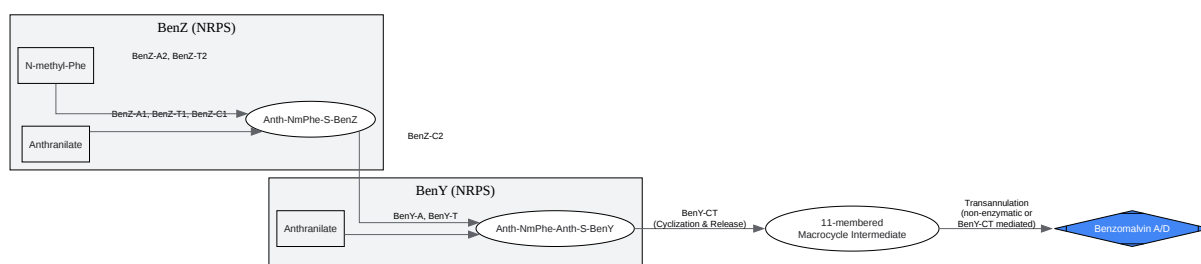 BenZ (NRPS)
N-methyl-Phe
BenZ-A2, BenZ-T2
BenZ-A1, BenZ-T1, BenZ-C1
Anth-NmPhe-S-BenZ
Anthranilate
BenZ-C2
BenY (NRPS)
BenY-A, BenY-T
Anthranilate
Anth-NmPhe-Anth-S-BenY
BenY-CT
(Cyclization & Release)
11-membered
Macrocycle Intermediate
Transannulation
(non-enzymatic or
BenY-CT mediated)
Benzomalvin A/D